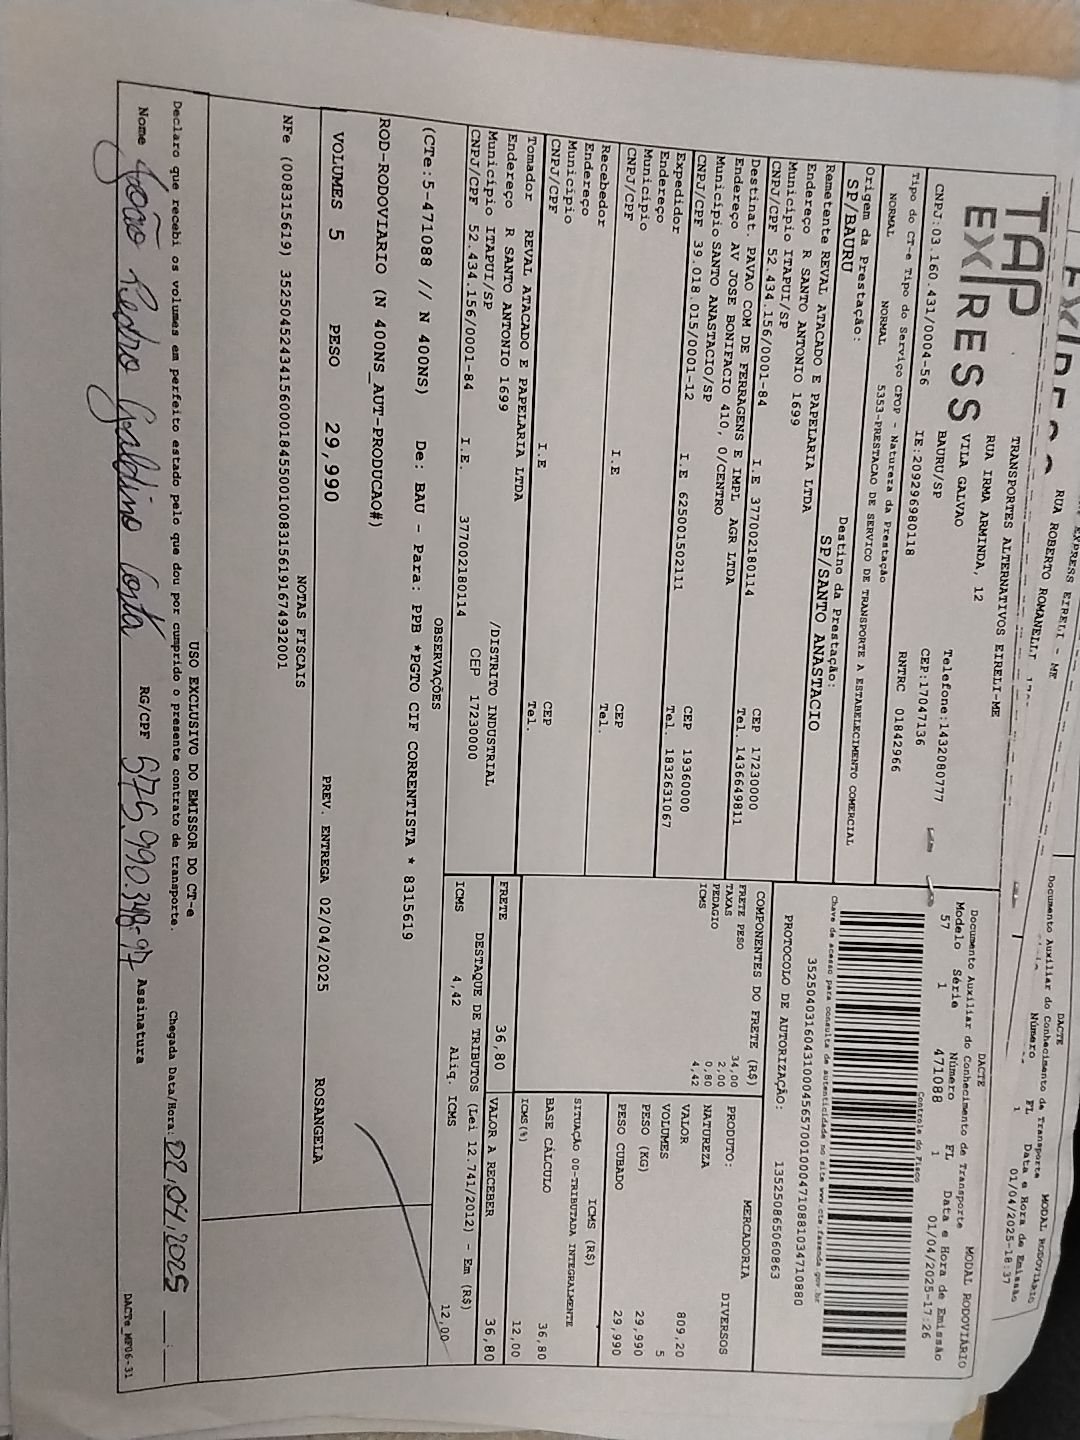 TAP
EXPRESS
TRANSPORTES ALTERNATIVOS EIRELI-ME
RUA IRMA ARMINDA, 12
VILA GALVAO
BAURU/SP
Telefone:1432080777
CEP:17047136
CNPJ:03.160.431/0004-56
IE:209296980118
RNTRC 01842966
DACTE
Documento Auxiliar do Conhecimento de Transporte
MODAL RODOVIÁRIO
Modelo Série Número FL Data e Hora de Emissão
57 1 471088 1 01/04/2025-17:26
Controle do Fisco
Tipo do CT-e Tipo do Serviço CFOP - Natureza da Prestação
NORMAL NORMAL 5353-PRESTACAO DE SERVICO DE TRANSPORTE A ESTABELECIMENTO COMERCIAL
Origem da Prestação:
SP/BAURU
Destino da Prestação:
SP/SANTO ANASTACIO
Chave de acesso para consulta de autenticidade no site www.cte.fazenda.gov.br
35250403160431000456570010004710881034710880
PROTOCOLO DE AUTORIZAÇÃO: 135250865060863
Remetente REVAL ATACADO E PAPELARIA LTDA
Endereço R SANTO ANTONIO 1699
Município ITAPUI/SP CEP 17230000
CNPJ/CPF 52.434.156/0001-84 I.E 377002180114 Tel. 1436649811
Destinat. PAVAO COM DE FERRAGENS E IMPL AGR LTDA
Endereço AV JOSE BONIFACIO 410, 0/CENTRO
Município SANTO ANASTACIO/SP CEP 19360000
CNPJ/CPF 39.018.015/0001-12 I.E 625001502111 Tel. 1832631067
Expedidor
Endereço
Município CEP
CNPJ/CPF I.E Tel.
Recebedor
Endereço
Município CEP
CNPJ/CPF I.E Tel.
Tomador REVAL ATACADO E PAPELARIA LTDA
Endereço R SANTO ANTONIO 1699 /DISTRITO INDUSTRIAL
Município ITAPUI/SP CEP 17230000
CNPJ/CPF 52.434.156/0001-84 I.E. 377002180114
COMPONENTES DO FRETE (R$)
FRETE PESO 34,00
TAXAS 2,00
PEDAGIO 0,80
ICMS 4,42
PRODUTO: MERCADORIA
NATUREZA DIVERSOS
VALOR 809,20
VOLUMES 5
PESO (KG) 29,990
PESO CUBADO 29,990
ICMS (R$)
SITUAÇÃO 00-TRIBUTADA INTEGRALMENTE
BASE CÁLCULO 36,80
ICMS(%) 12,00
FRETE 36,80 VALOR A RECEBER 36,80
DESTAQUE DE TRIBUTOS (Lei 12.741/2012) - Em (R$)
ICMS 4,42 Aliq. ICMS 12,00
OBSERVAÇÕES
(CTe:5-471088 // N 400NS) De: BAU - Para: PPB *PGTO CIF CORRENTISTA * 8315619
ROD-RODOVIARIO (N 400NS_AUT-PRODUCAO#)
VOLUMES 5 PESO 29,990 PREV. ENTREGA 02/04/2025 ROSANGELA
NOTAS FISCAIS
NFe (008315619) 35250452434156000184550010083156191674932001
USO EXCLUSIVO DO EMISSOR DO CT-e
Declaro que recebi os volumes em perfeito estado pelo que dou por cumprido o presente contrato de transporte. Chegada Data/Hora: 02.04.2025 __:__
Nome João Pedro Galdino Costa RG/CPF 575.990.348-97 Assinatura
DACTe_MF06-31